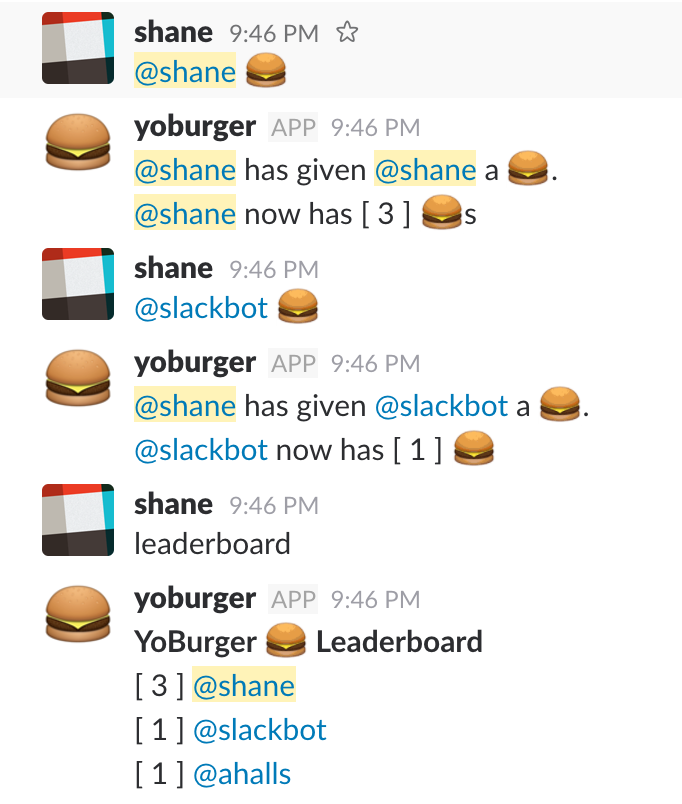 shane 9:46 PM ☆
@shane 🍔
yoburger APP 9:46 PM
@shane has given @shane a 🍔.
@shane now has [ 3 ] 🍔s
shane 9:46 PM
@slackbot 🍔
yoburger APP 9:46 PM
@shane has given @slackbot a 🍔.
@slackbot now has [ 1 ] 🍔
shane 9:46 PM
leaderboard
yoburger APP 9:46 PM
YoBurger 🍔 Leaderboard
[ 3 ] @shane
[ 1 ] @slackbot
[ 1 ] @ahalls